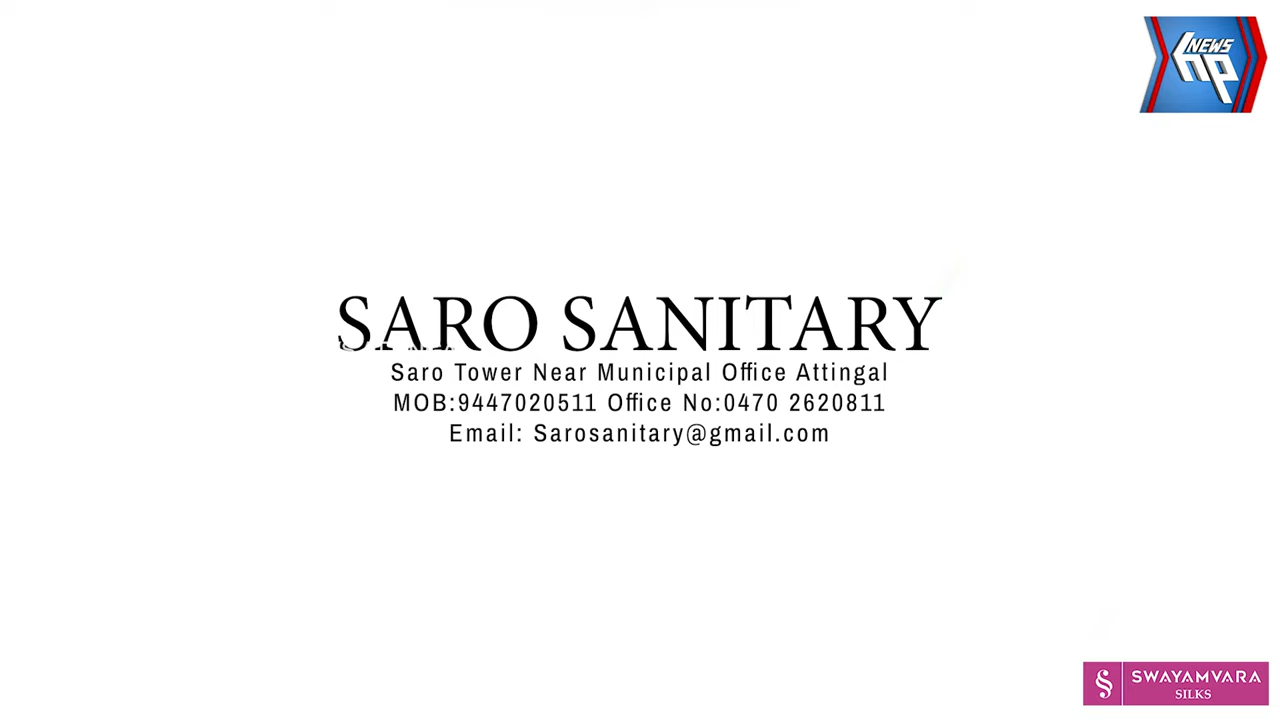 NEWS
np
SARO SANITARY
Saro Tower Near Municipal Office Attingal
MOB:9447020511 Office No:0470 2620811
Email: Sarosanitary@gmail.com
SWAYAMVARA
SILKS